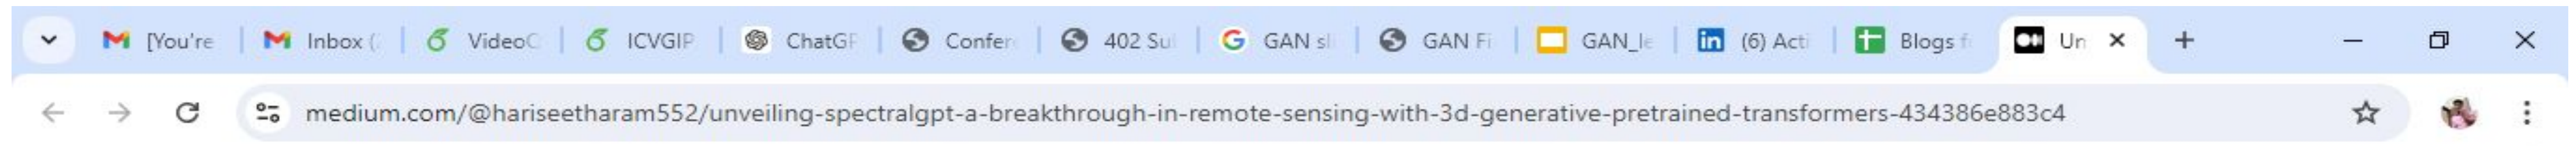 [You're Inbox ( VideoC ICVGIP ChatGF Confer 402 Su GAN sl GAN Fi GAN_le in (6) Acti Blogs f Un
medium.com/@hariseetharam552/unveiling-spectralgpt-a-breakthrough-in-remote-sensing-with-3d-generative-pretrained-transformers-434386e883c4